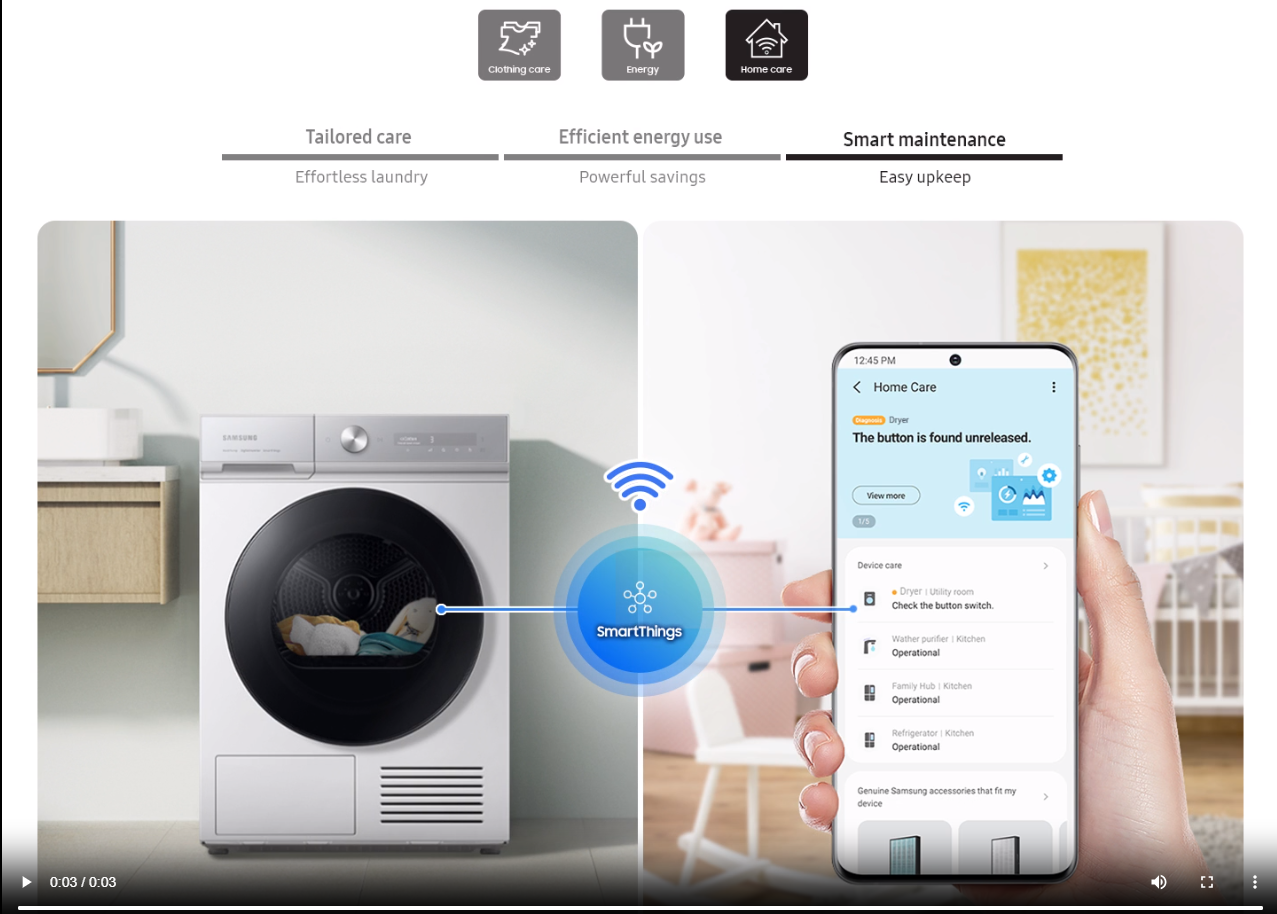 Clothing care
Energy
Home care
Tailored care
Efficient energy use
Smart maintenance
Effortless laundry
Powerful savings
Easy upkeep
SAMSUNG
SmartThings
12:45 PM
Home Care
Diagnosis Dryer
The button is found unreleased.
View more
1/5
Device care
Dryer | Utility room
Check the button switch.
Wather purifier | Kitchen
Operational
Family Hub | Kitchen
Operational
Refrigerator | Kitchen
Operational
Genuine Samsung accessories that fit my
device
0:03 / 0:03